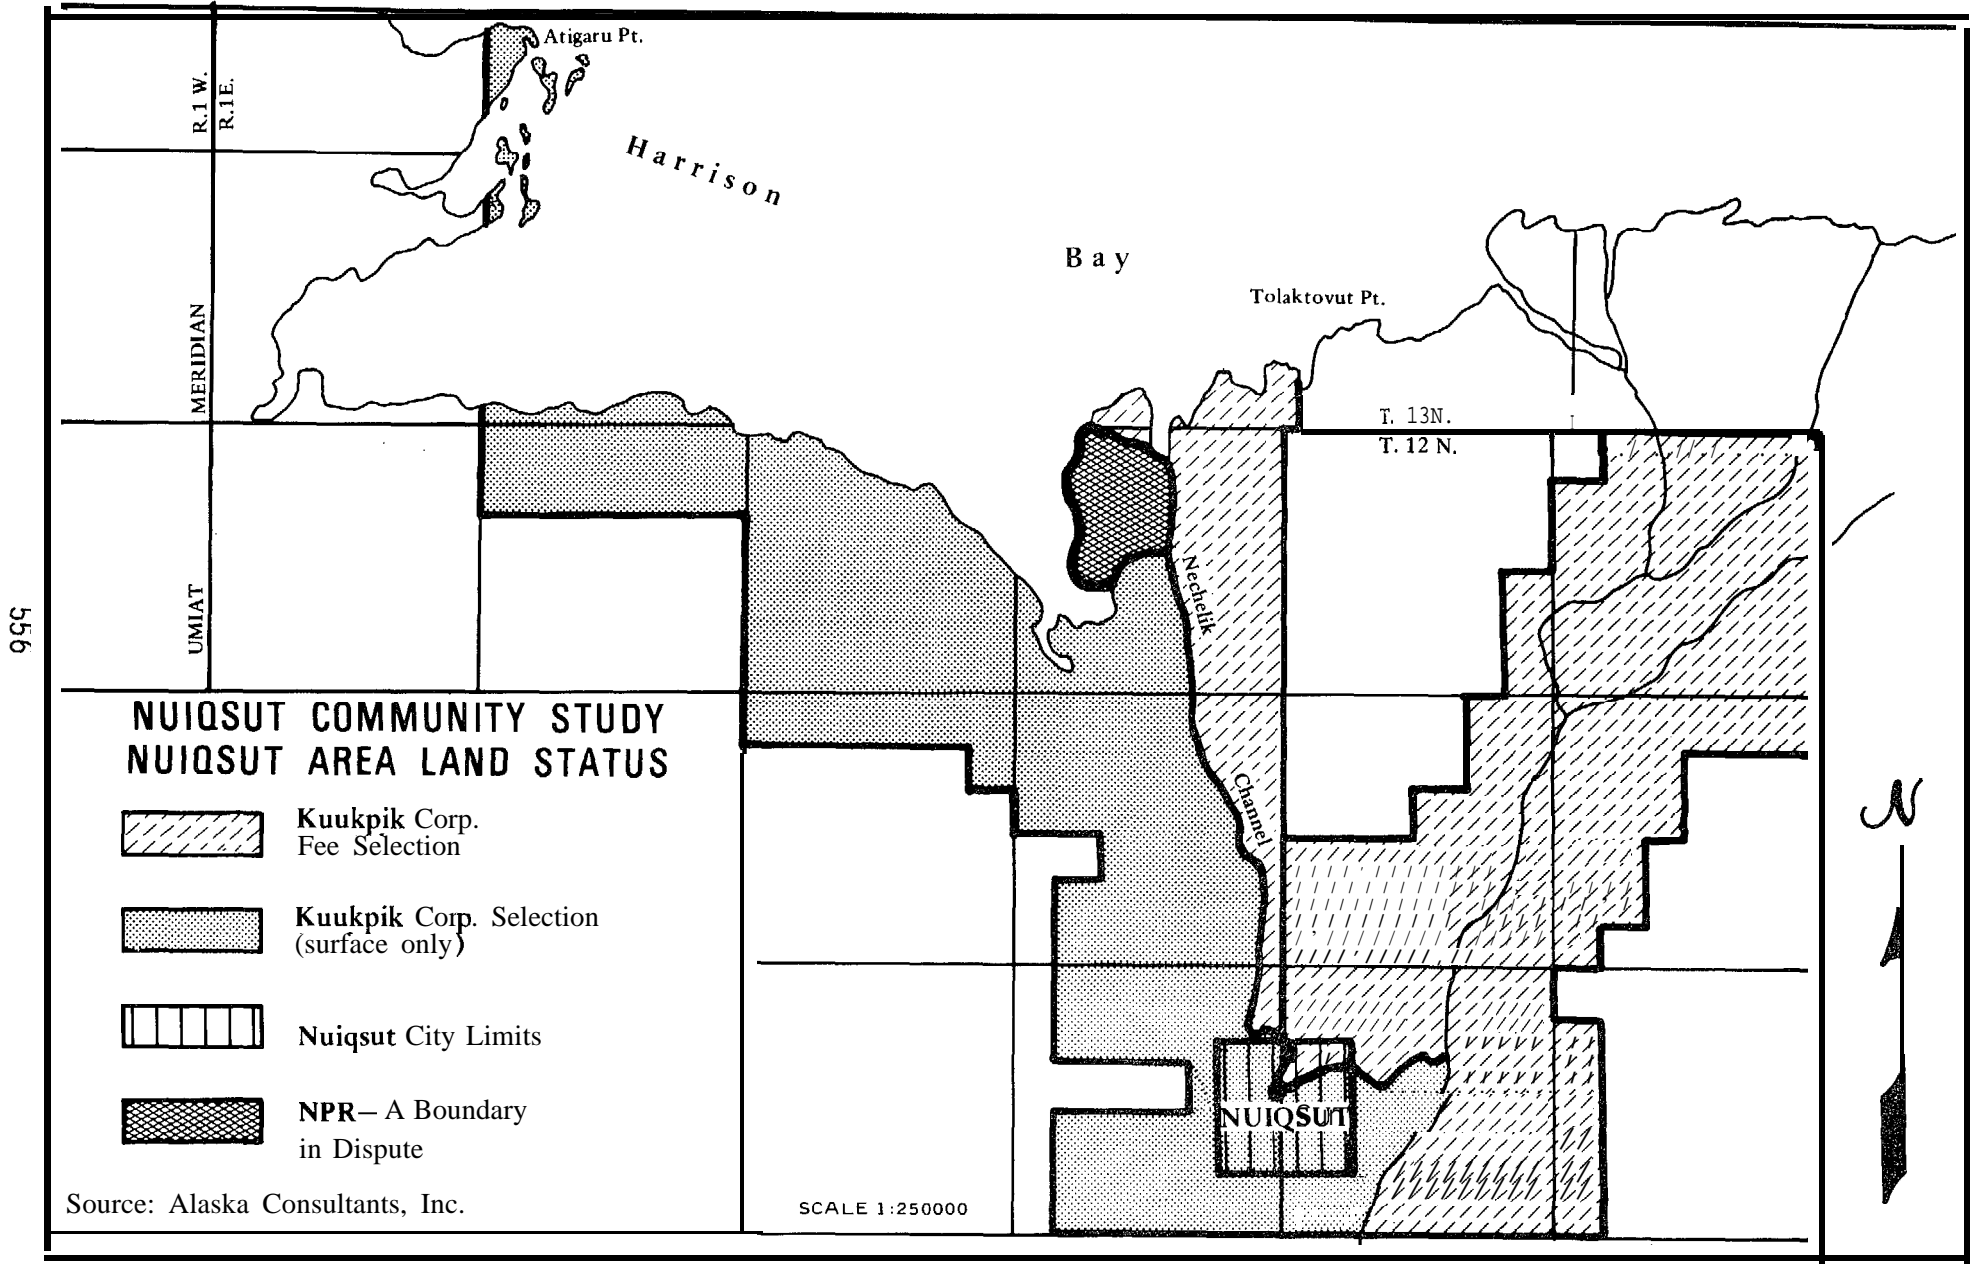 Atigaru Pt.
R.1 W.
R.1E.
Harrison
Bay
Tolaktovut Pt.
MERIDIAN
T. 13N.
T. 12 N.
UMIAT
Nechelik
Channel
556
NUIQSUT COMMUNITY STUDY
NUIQSUT AREA LAND STATUS
Kuukpik Corp.
Fee Selection
Kuukpik Corp. Selection
(surface only)
Nuiqsut City Limits
NPR— A Boundary
in Dispute
Source: Alaska Consultants, Inc.
SCALE 1:250000
NUIQSUT
N